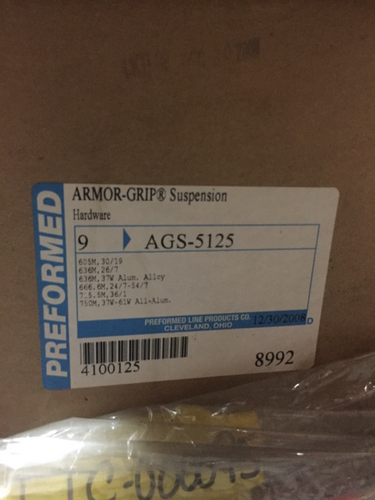 PREFORMED
ARMOR-GRIP® Suspension
Hardware
9 AGS-5125
605M,30/19
636M,26/7
636M,37W Alum. Alloy
666.6M,24/7-54/7
715.5M,36/1
750M,37W-61W All-Alum.
PREFORMED LINE PRODUCTS CO. 12/30/2008 D
CLEVELAND, OHIO
4100125
8992